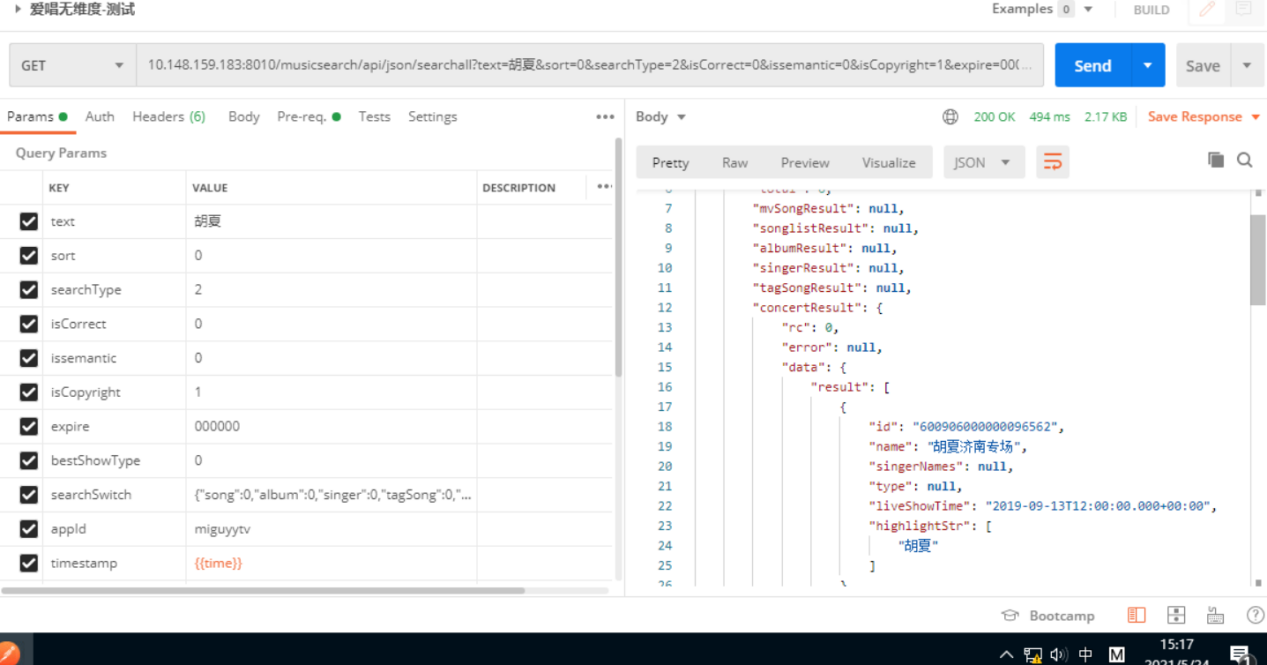 爱唱无维度-测试
Examples 0 BUILD
GET 10.148.159.183:8010/musicsearch/api/json/searchall?text=胡夏&sort=0&searchType=2&isCorrect=0&issemantic=0&isCopyright=1&expire=00(... Send Save
Params Auth Headers (6) Body Pre-req. Tests Settings
Body 200 OK 494 ms 2.17 KB Save Response
Query Params
Pretty Raw Preview Visualize JSON
KEY VALUE DESCRIPTION
text 胡夏
sort 0
searchType 2
isCorrect 0
issemantic 0
isCopyright 1
expire 000000
bestShowType 0
searchSwitch {"song":0,"album":0,"singer":0,"tagSong":0,"...
appId miguyytv
timestamp {{time}}
7 "mvSongResult": null,
8 "songlistResult": null,
9 "albumResult": null,
10 "singerResult": null,
11 "tagSongResult": null,
12 "concertResult": {
13 "rc": 0,
14 "error": null,
15 "data": {
16 "result": [
17 {
18 "id": "600906000000096562",
19 "name": "胡夏济南专场",
20 "singerNames": null,
21 "type": null,
22 "liveShowTime": "2019-09-13T12:00:00.000+00:00",
23 "highlightStr": [
24 "胡夏"
25 ]
26 }
Bootcamp
中 M 15:17
2021/5/24 1